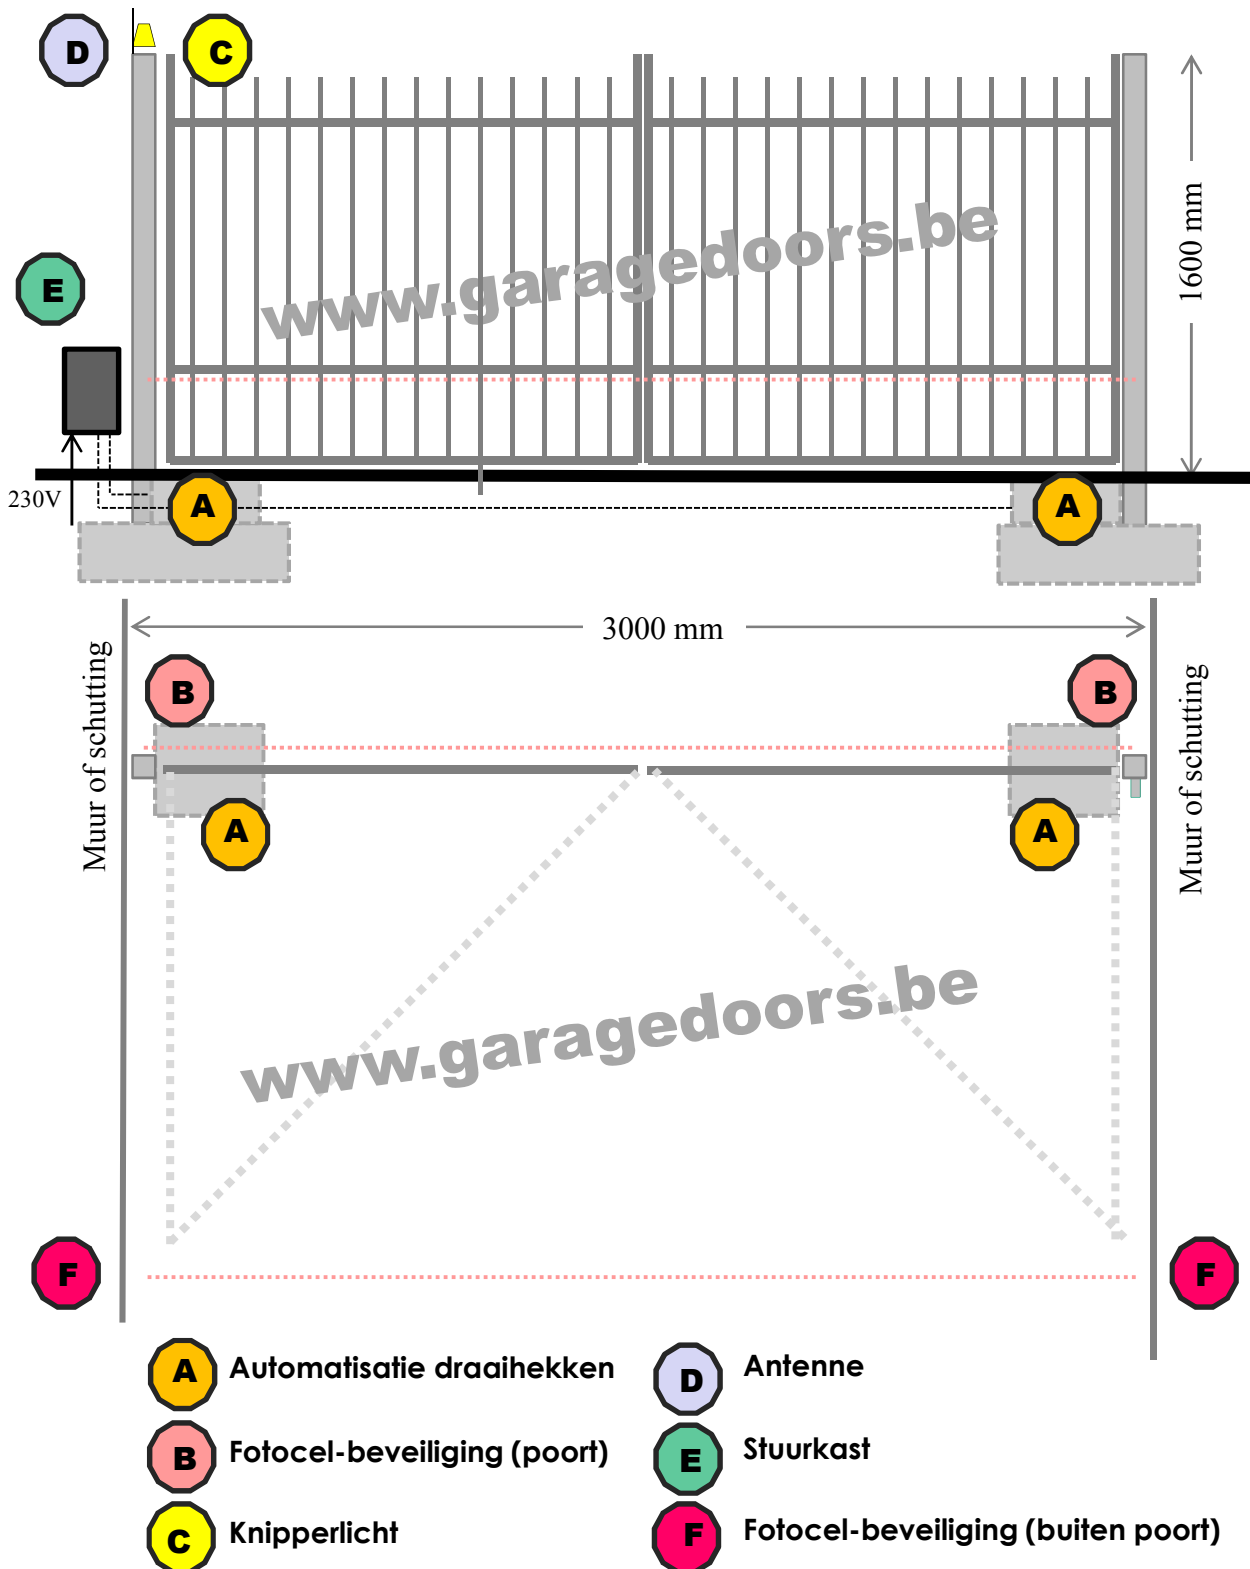 D
C
www.garagedoors.be
1600 mm
E
230V
A
A
3000 mm
Muur of schutting
Muur of schutting
B
B
A
A
www.garagedoors.be
F
F
A Automatisatie draaihekken
D Antenne
B Fotocel-beveiliging (poort)
E Stuurkast
C Knipperlicht
F Fotocel-beveiliging (buiten poort)